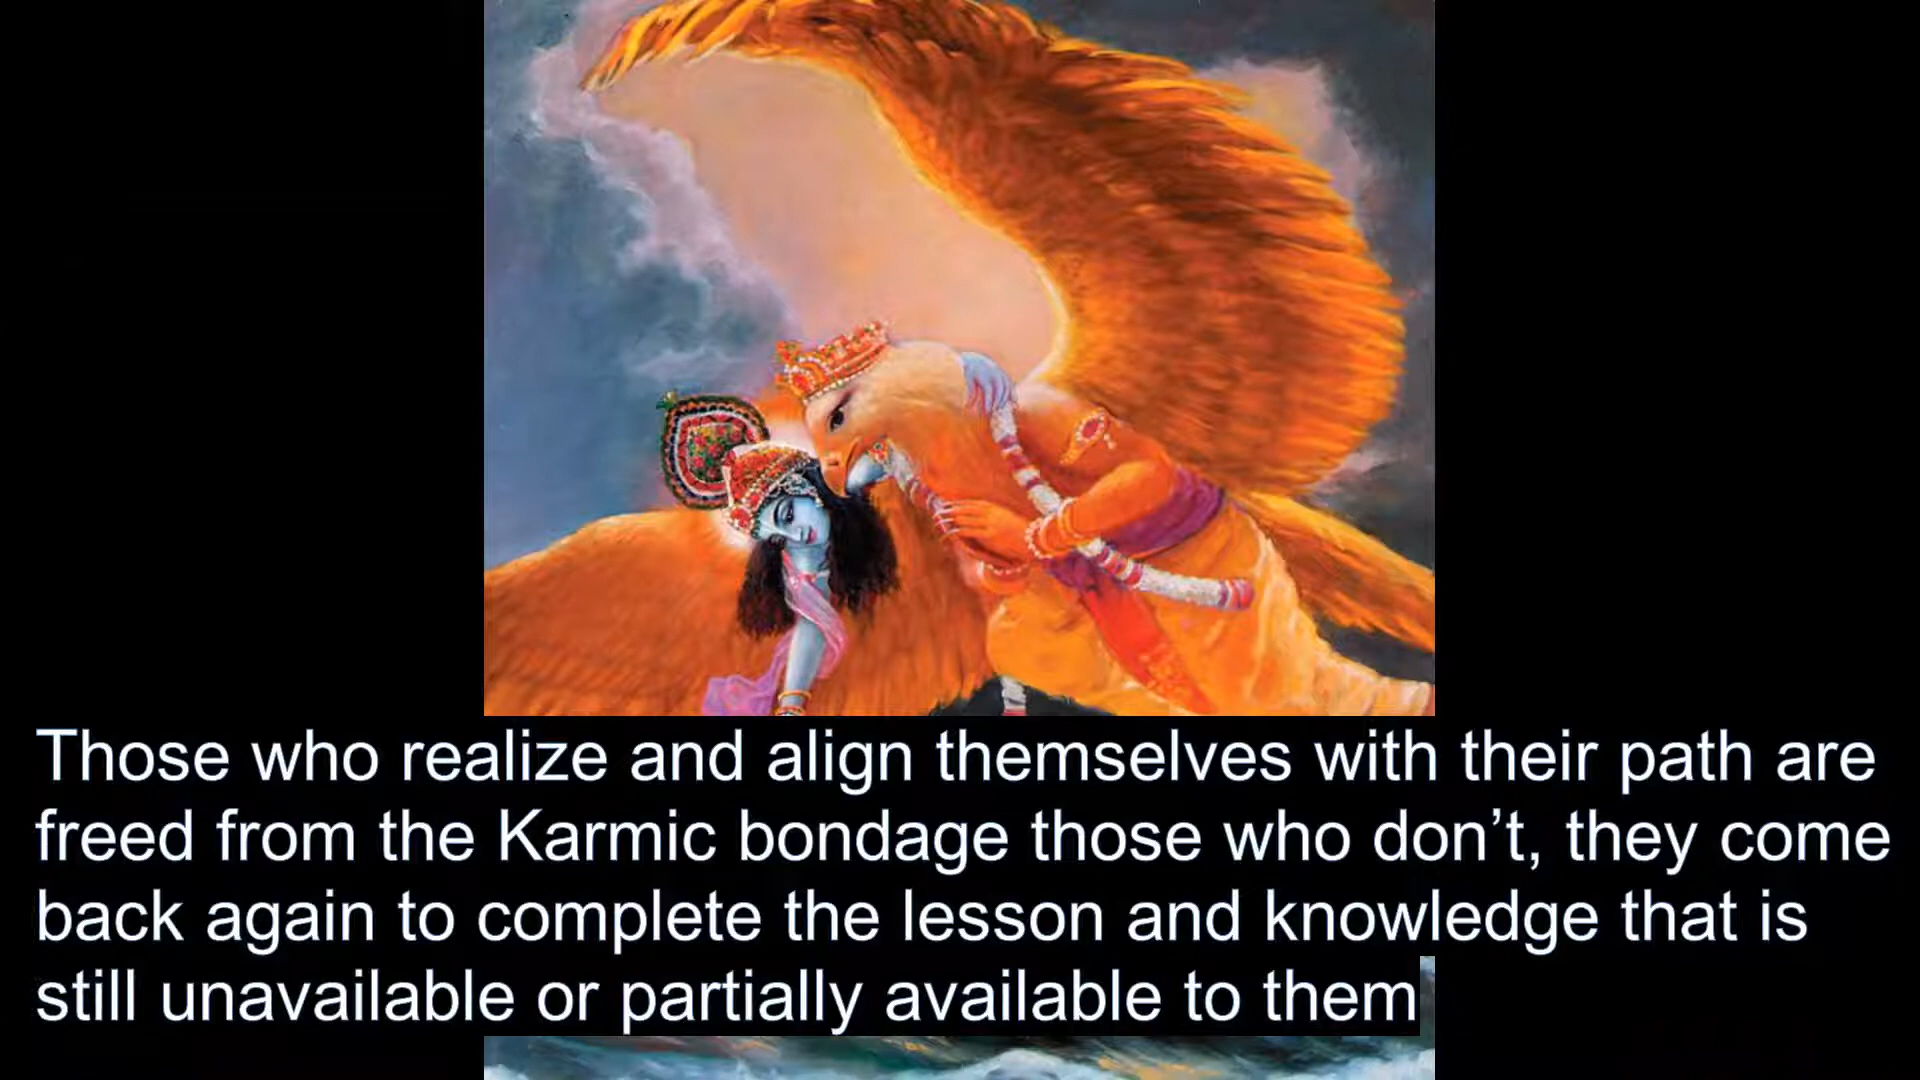 Those who realize and align themselves with their path are
freed from the Karmic bondage those who don’t, they come
back again to complete the lesson and knowledge that is
still unavailable or partially available to them